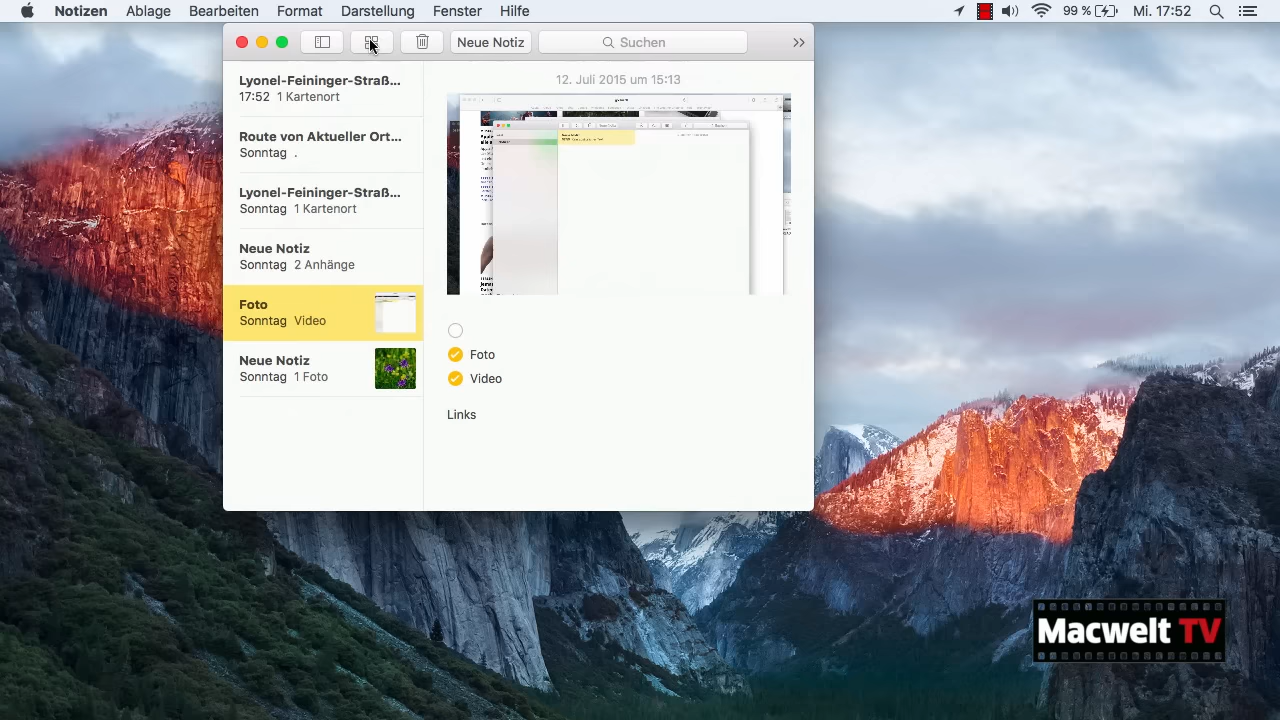 Notizen Ablage Bearbeiten Format Darstellung Fenster Hilfe 99 % Mi. 17:52
Neue Notiz Suchen
Lyonel-Feininger-Straß...
17:52 1 Kartenort
Route von Aktueller Ort...
Sonntag .
Lyonel-Feininger-Straß...
Sonntag 1 Kartenort
Neue Notiz
Sonntag 2 Anhänge
Foto
Sonntag Video
Neue Notiz
Sonntag 1 Foto
12. Juli 2015 um 15:13
Foto
Video
Links
Macwelt TV